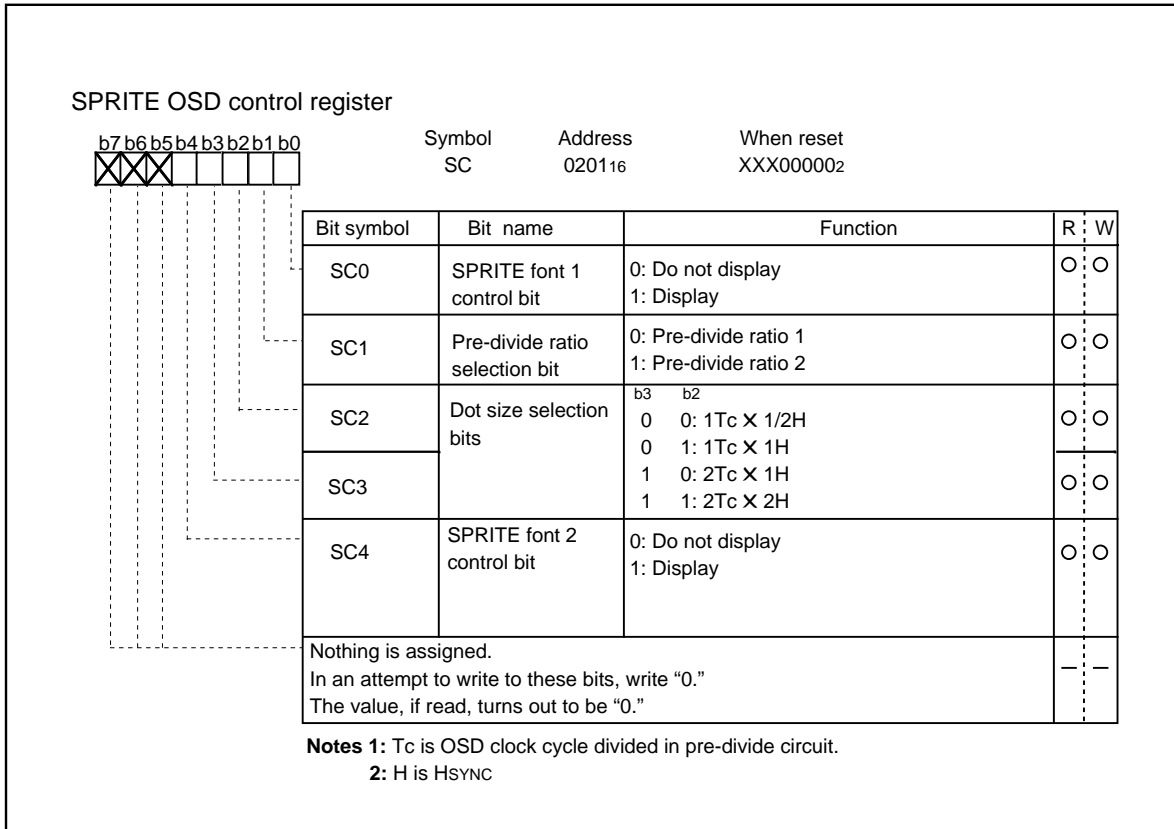 SPRITE OSD control register
b7 b6 b5 b4 b3 b2 b1 b0
Symbol Address When reset
SC 020116 XXX000002
Bit symbol Bit name Function R W
SC0 SPRITE font 1 control bit 0: Do not display
1: Display
SC1 Pre-divide ratio selection bit 0: Pre-divide ratio 1
1: Pre-divide ratio 2
SC2 Dot size selection bits
b3 b2
0 0: 1Tc X 1/2H
0 1: 1Tc X 1H
SC3
1 0: 2Tc X 1H
1 1: 2Tc X 2H
SC4 SPRITE font 2 control bit 0: Do not display
1: Display
Nothing is assigned.
In an attempt to write to these bits, write “0.”
The value, if read, turns out to be “0.”
Notes 1: Tc is OSD clock cycle divided in pre-divide circuit.
2: H is HSYNC